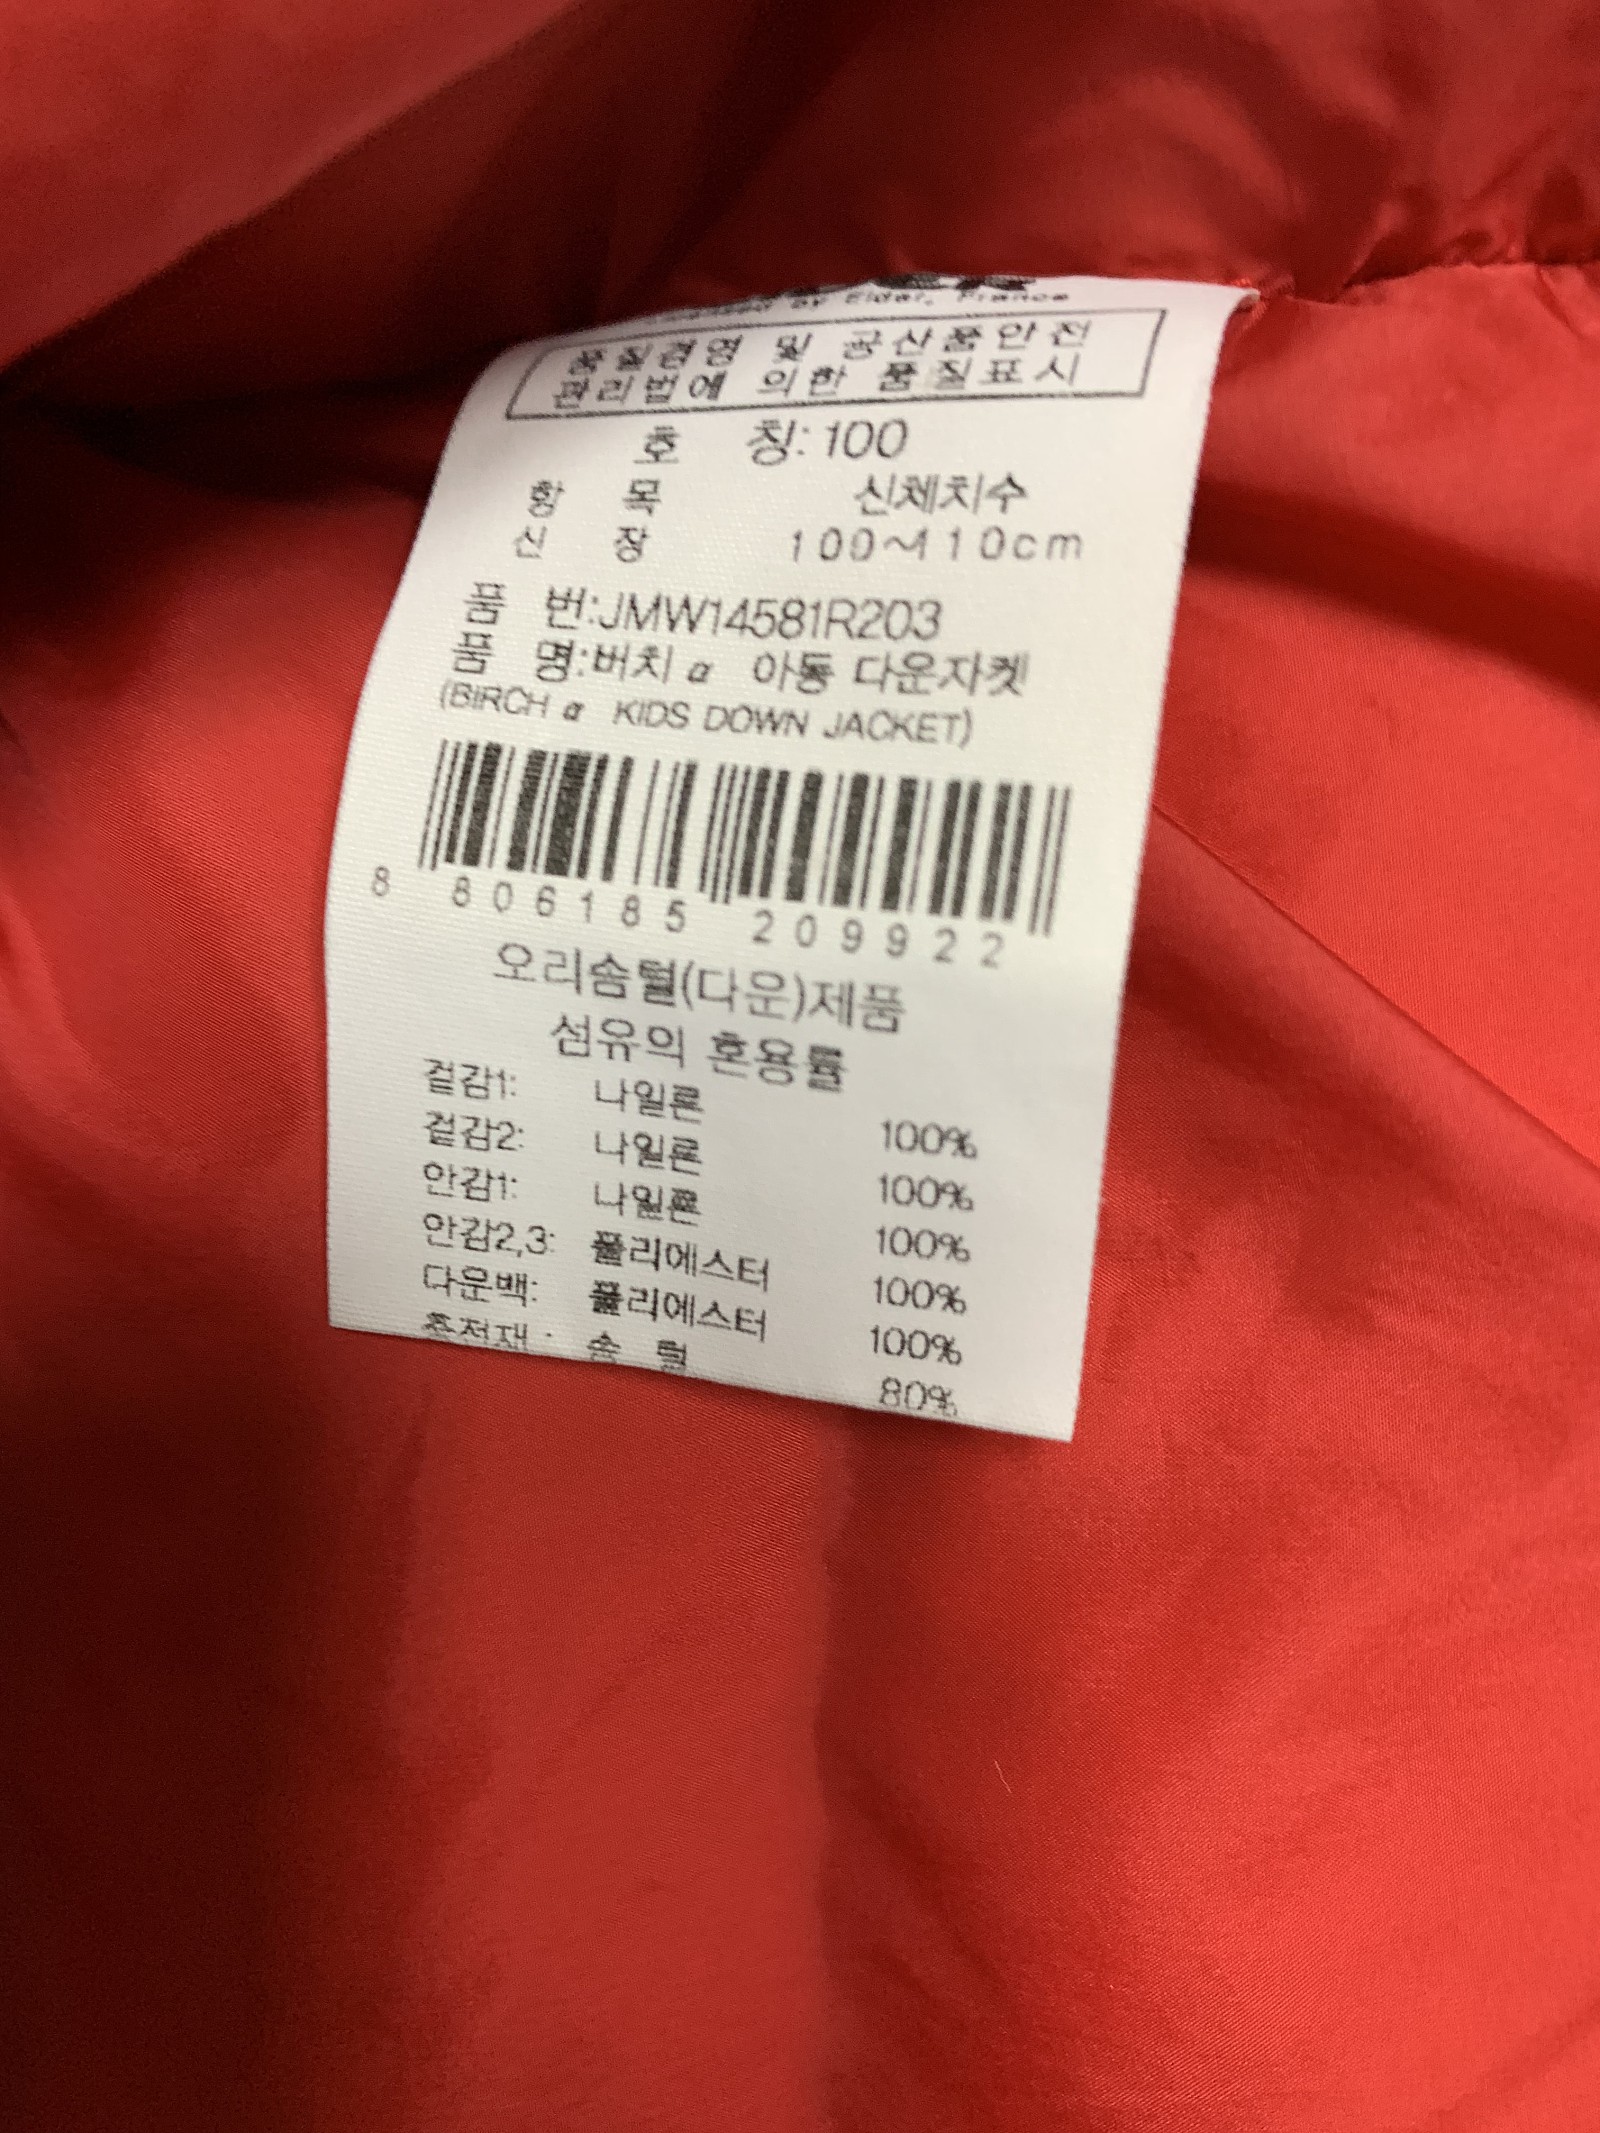 by Eider, France
품질경영 및 공산품안전
관리법에 의한 품질표시
호 칭: 100
항 목 신체치수
신 장 100~110cm
품 번:JMW14581R203
품 명:버치 α 아동 다운자켓
(BIRCH α KIDS DOWN JACKET)
8 806185 209922
오리솜털(다운)제품
섬유의 혼용률
겉감1: 나일론 100%
겉감2: 나일론 100%
안감1: 나일론 100%
안감2,3: 폴리에스터 100%
다운백: 폴리에스터 100%
충전재 : 솜 털 80%